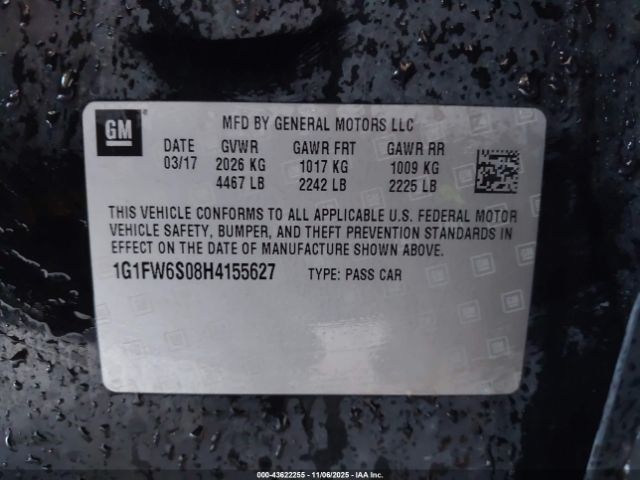 GM
MFD BY GENERAL MOTORS LLC
DATE GVWR GAWR FRT GAWR RR
03/17 2026 KG 1017 KG 1009 KG
4467 LB 2242 LB 2225 LB
THIS VEHICLE CONFORMS TO ALL APPLICABLE U.S. FEDERAL MOTOR
VEHICLE SAFETY, BUMPER, AND THEFT PREVENTION STANDARDS IN
EFFECT ON THE DATE OF MANUFACTURE SHOWN ABOVE.
1G1FW6S08H4155627 TYPE: PASS CAR
000-43622255 - 11/06/2025 - IAA Inc.